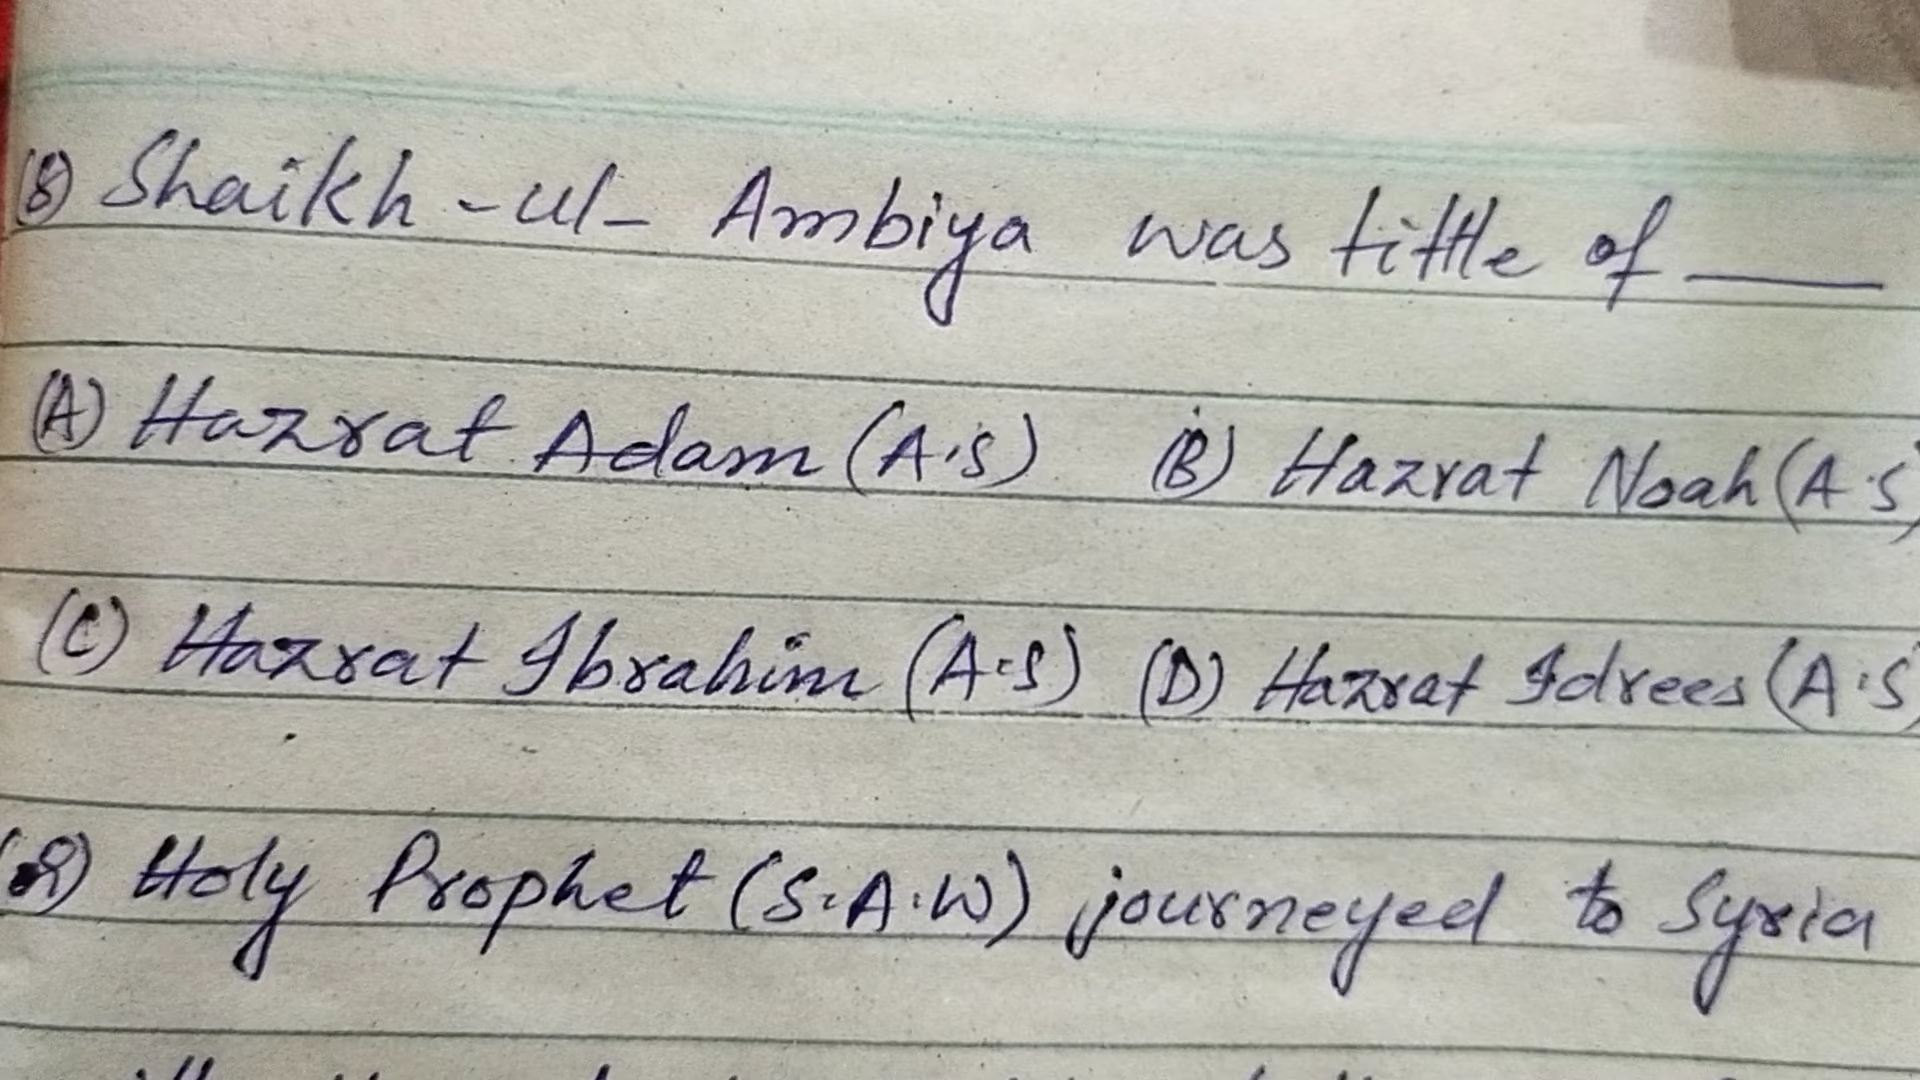 (8) Shaikh-ul-Ambiya was tittle of ___
(A) Hazrat Adam (A.S) (B) Hazrat Noah (A.S)
(C) Hazrat Ibrahim (A.S) (D) Hazrat Idrees (A.S)
(9) Holy Prophet (S.A.W) journeyed to Syria